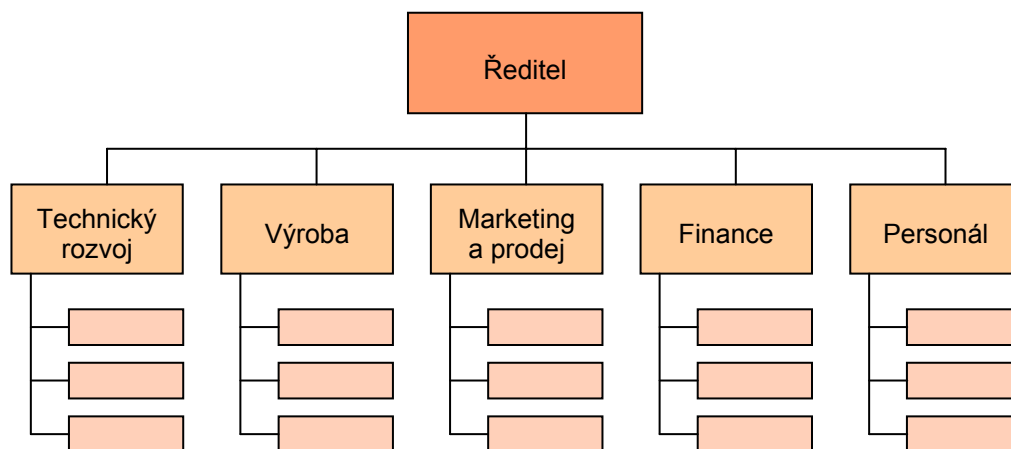 Ředitel
Technický
rozvoj
Výroba
Marketing
a prodej
Finance
Personál